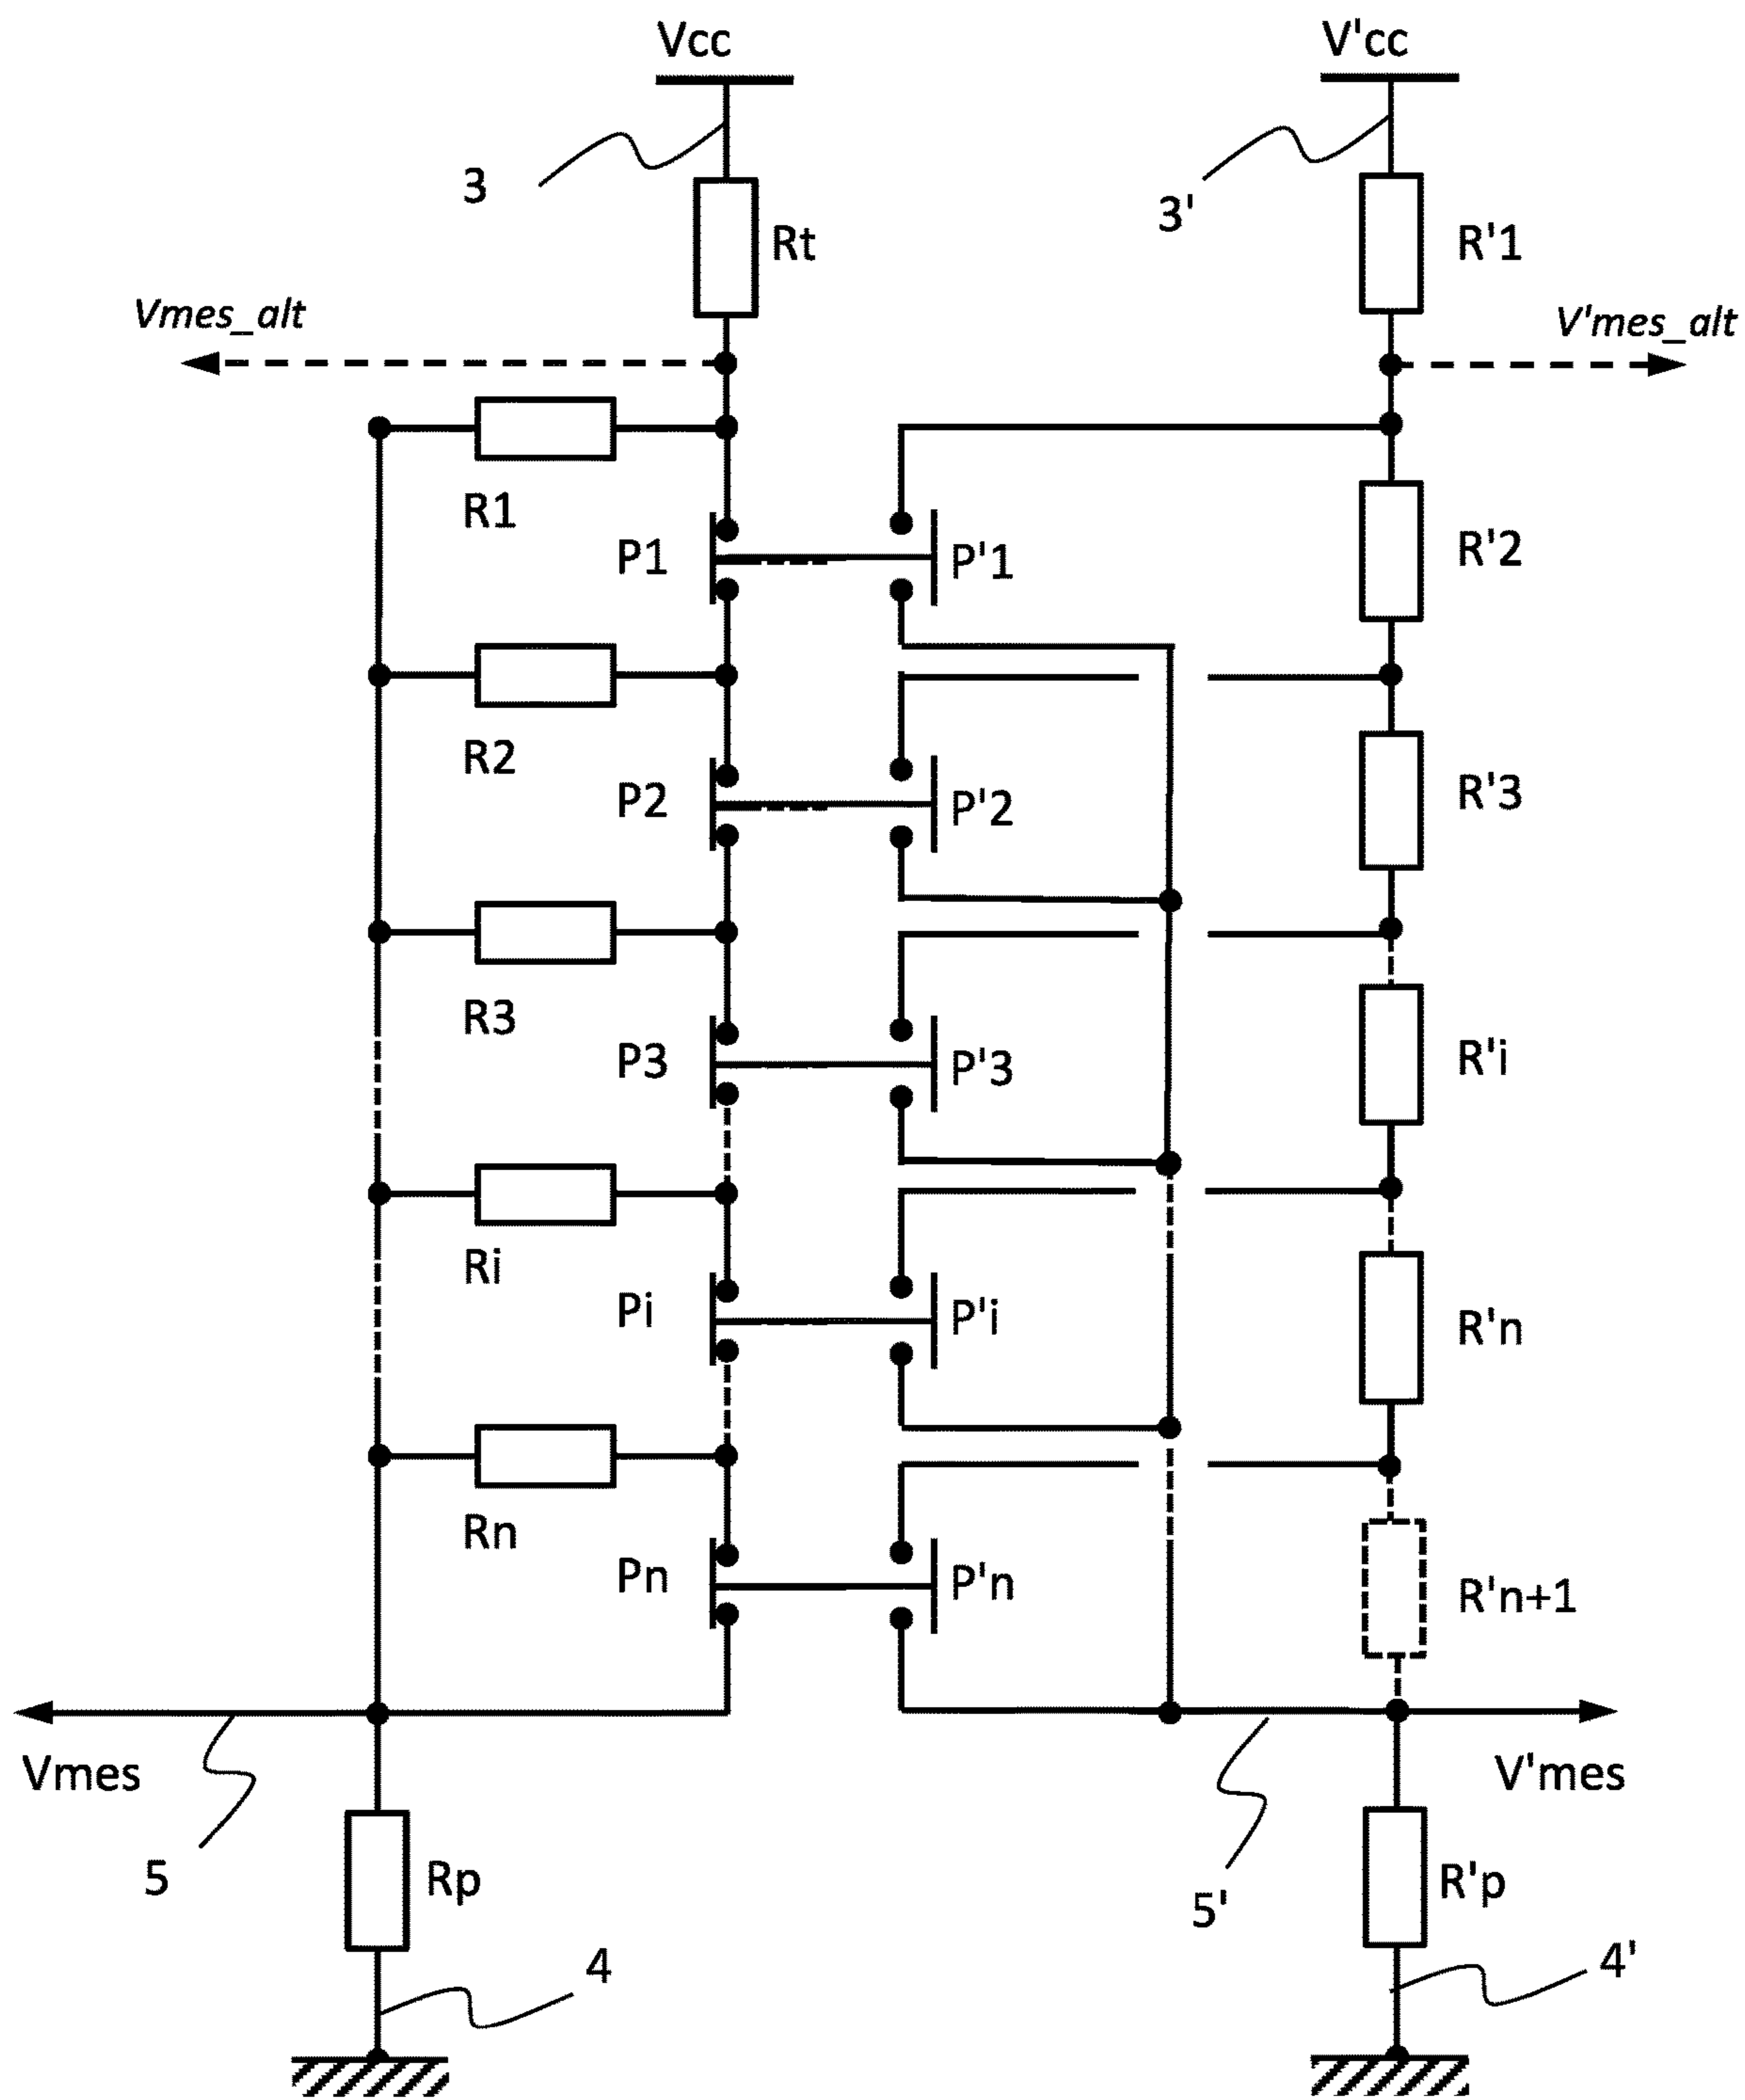 Vcc
V'cc
3
3'
Rt
R'1
Vmes_alt
V'mes_alt
R1
P1
P'1
R'2
R2
P2
P'2
R'3
R3
P3
P'3
R'i
Ri
Pi
P'i
R'n
Rn
Pn
P'n
R'n+1
Vmes
V'mes
5
Rp
5'
R'p
4
4'